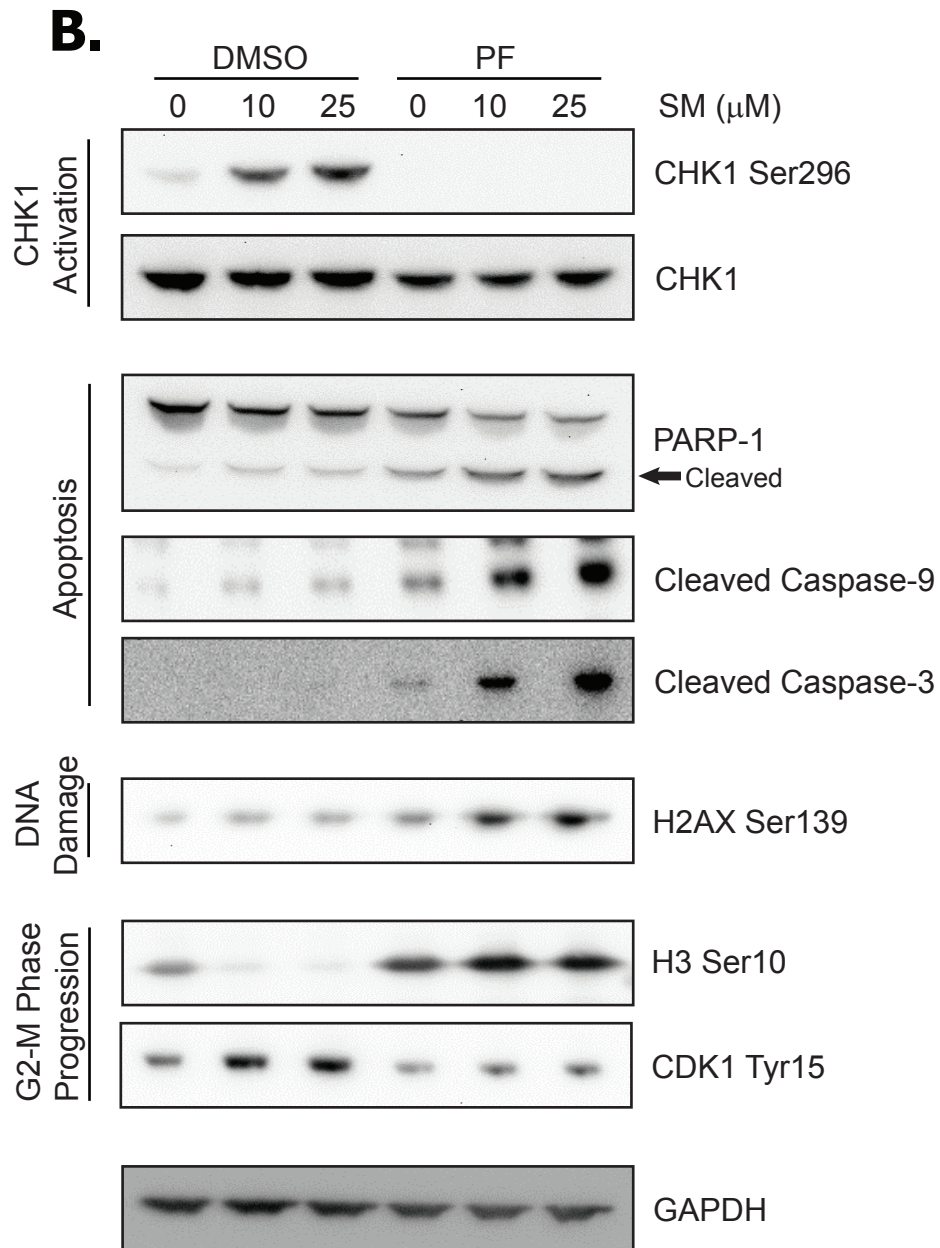 B.
DMSO PF
0 10 25 0 10 25 SM (μM)
CHK1
Activation
CHK1 Ser296
CHK1
Apoptosis
PARP-1
Cleaved
Cleaved Caspase-9
Cleaved Caspase-3
DNA
Damage
H2AX Ser139
G2-M Phase
Progression
H3 Ser10
CDK1 Tyr15
GAPDH